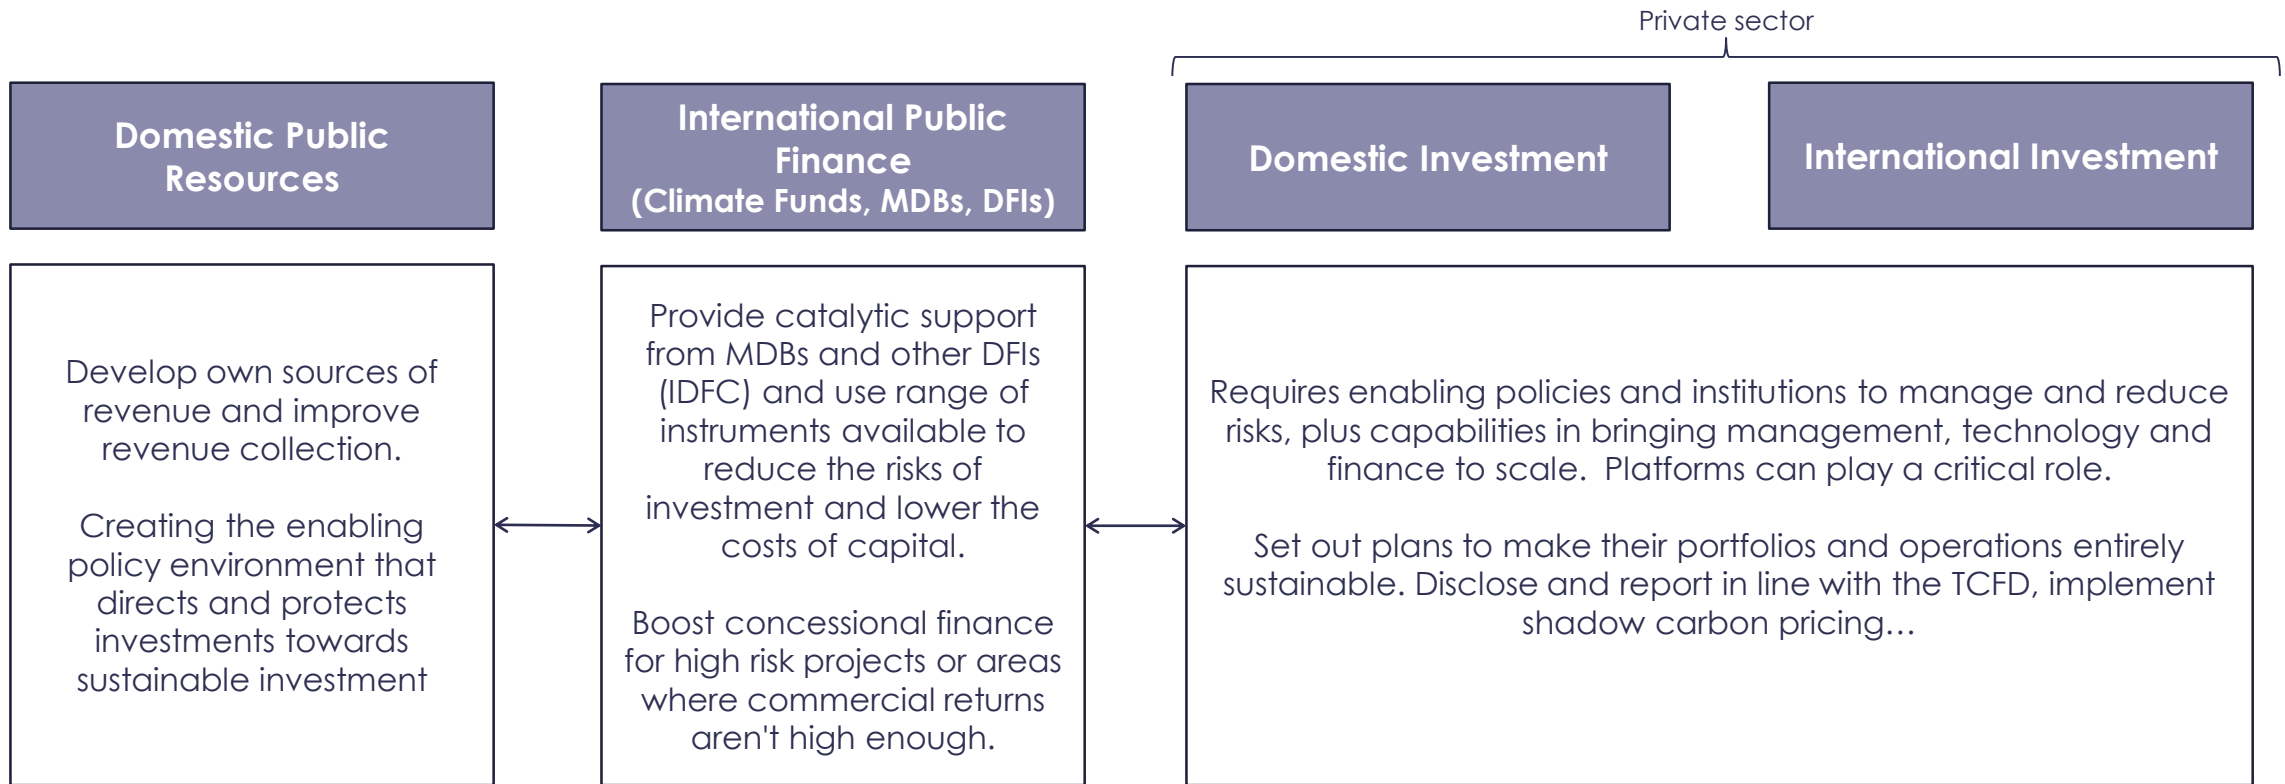 Private sector
Domestic Public
Resources
International Public
Finance
(Climate Funds, MDBs, DFIs)
Domestic Investment
International Investment
Develop own sources of
revenue and improve
revenue collection.
Creating the enabling
policy environment that
directs and protects
investments towards
sustainable investment
Provide catalytic support
from MDBs and other DFIs
(IDFC) and use range of
instruments available to
reduce the risks of
investment and lower the
costs of capital.
Boost concessional finance
for high risk projects or areas
where commercial returns
aren't high enough.
Requires enabling policies and institutions to manage and reduce
risks, plus capabilities in bringing management, technology and
finance to scale.  Platforms can play a critical role.
Set out plans to make their portfolios and operations entirely
sustainable. Disclose and report in line with the TCFD, implement
shadow carbon pricing…